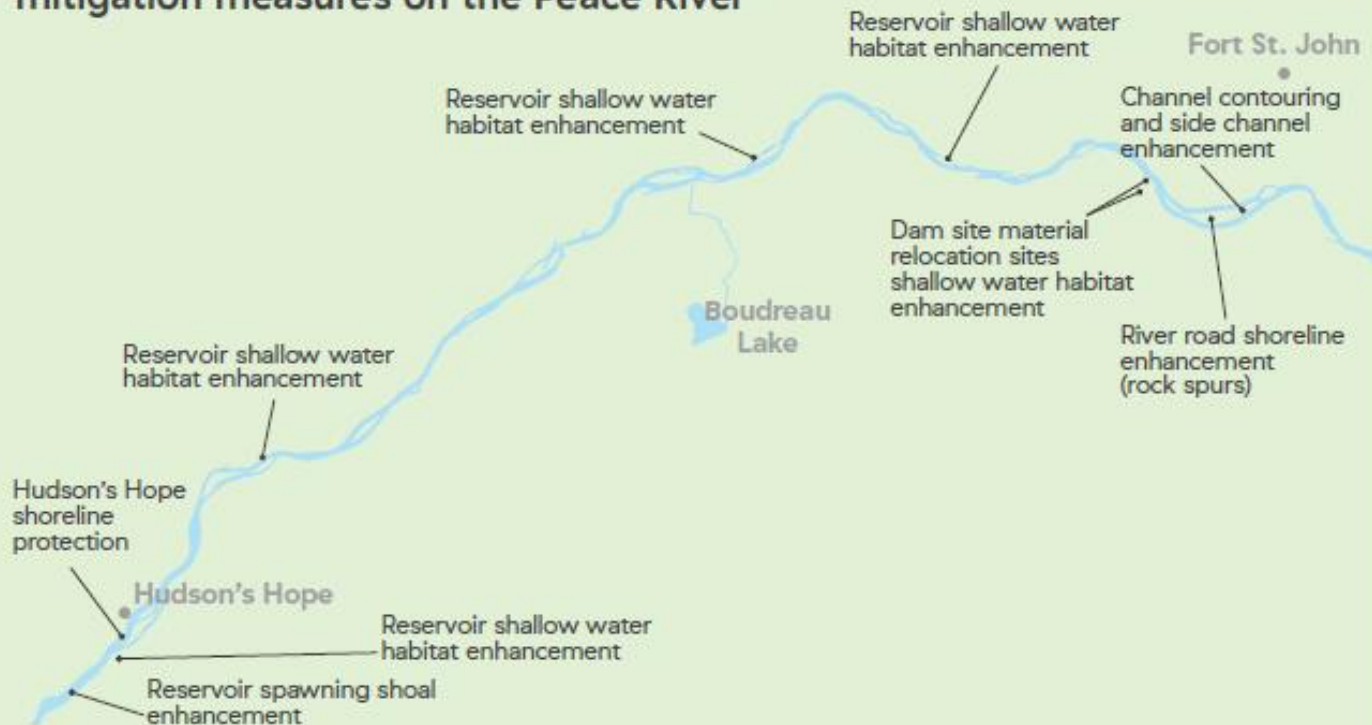 mitigation measures on the Peace River
Reservoir shallow water
habitat enhancement
Fort St. John
Reservoir shallow water
habitat enhancement
Channel contouring
and side channel
enhancement
Dam site material
relocation sites
shallow water habitat
enhancement
Boudreau
Lake
River road shoreline
enhancement
(rock spurs)
Reservoir shallow water
habitat enhancement
Hudson's Hope
shoreline
protection
Hudson's Hope
Reservoir shallow water
habitat enhancement
Reservoir spawning shoal
enhancement